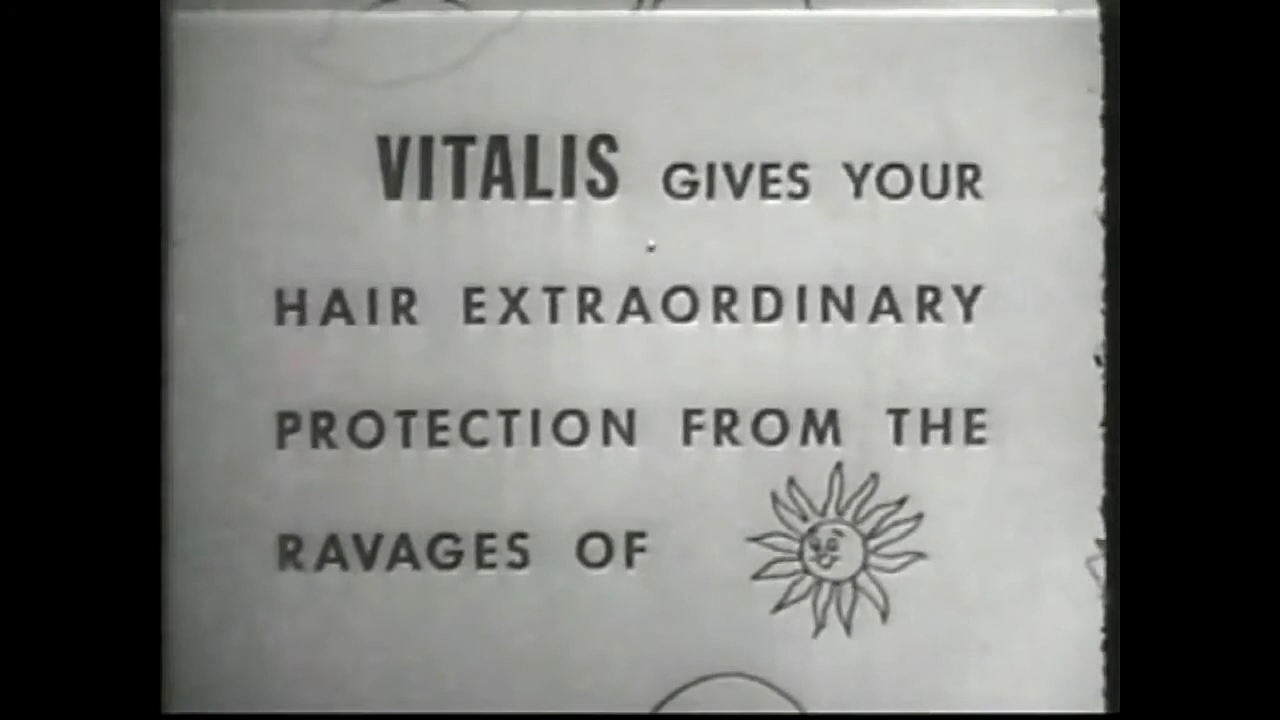 VITALIS GIVES YOUR
HAIR EXTRAORDINARY
PROTECTION FROM THE
RAVAGES OF